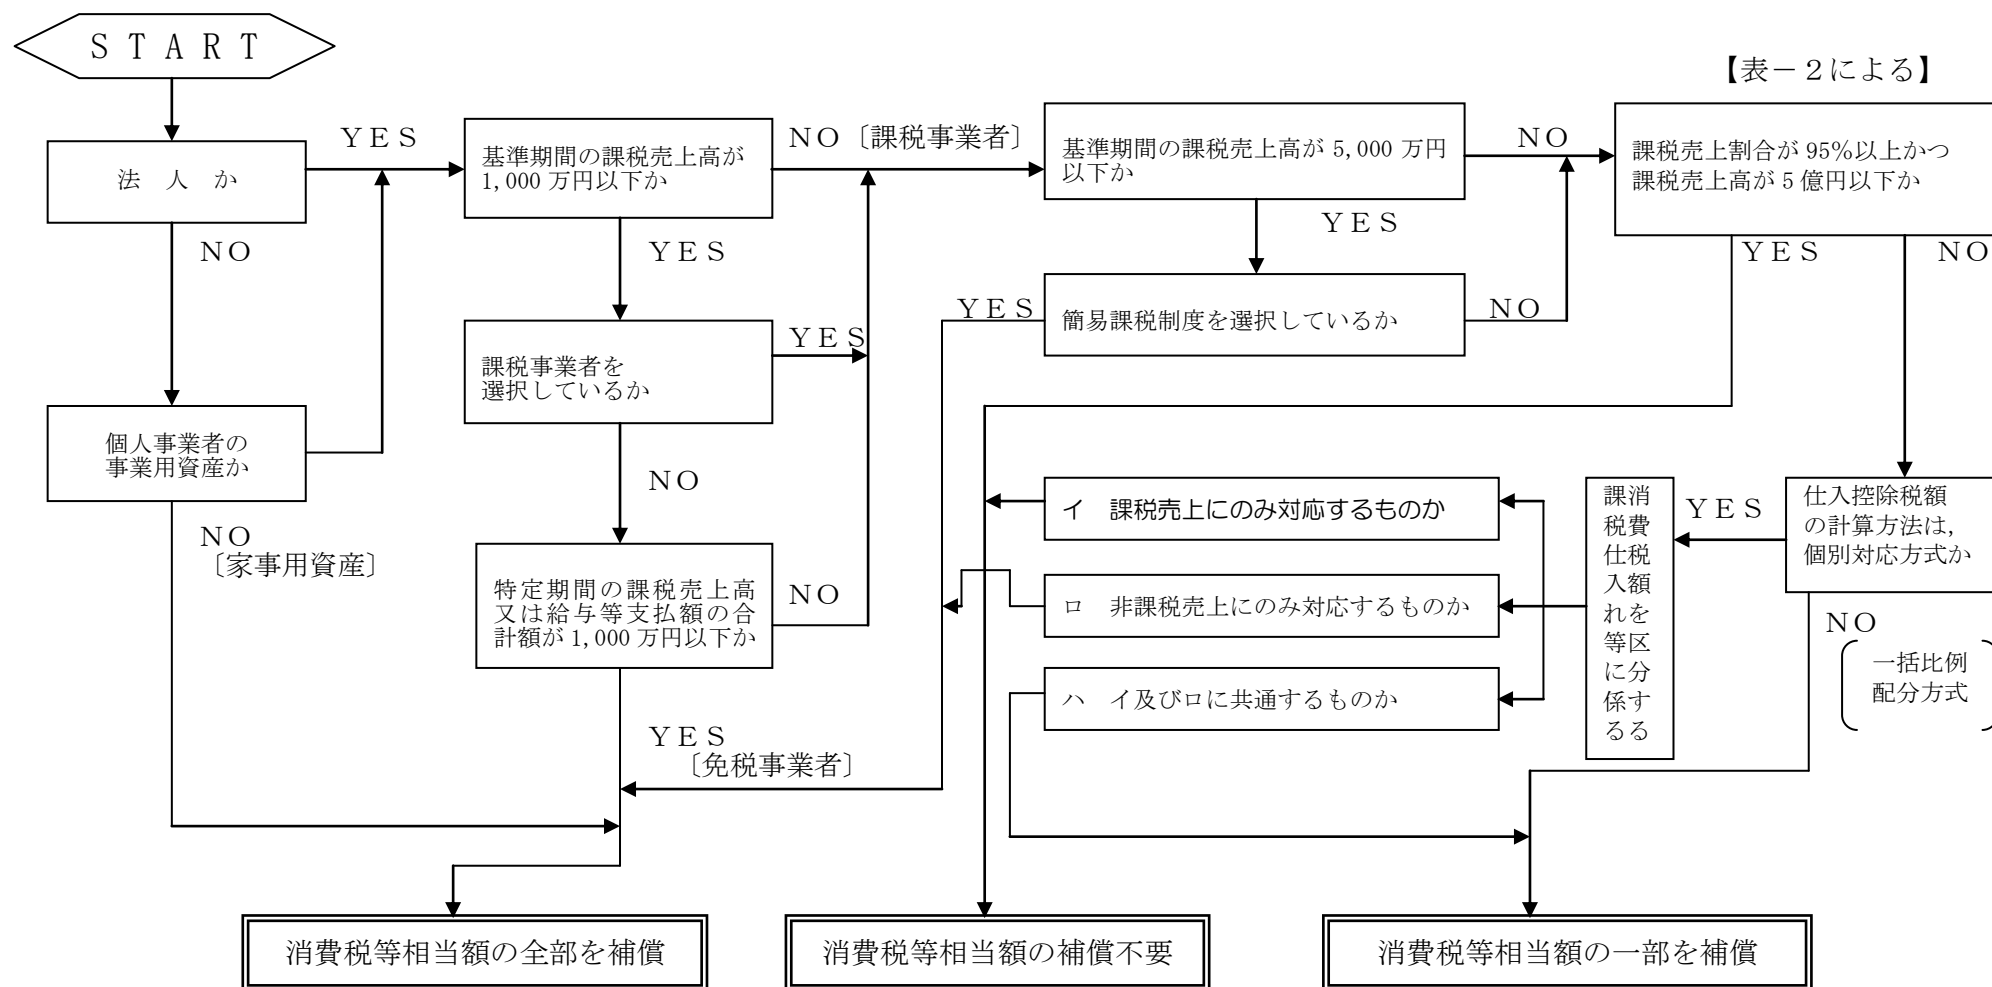 ＳＴＡＲＴ
【表－２による】
法　人　か
ＹＥＳ
ＮＯ
基準期間の課税売上高が
1,000 万円以下か
ＮＯ〔課税事業者〕
ＹＥＳ
基準期間の課税売上高が 5,000 万円
以下か
ＮＯ
ＹＥＳ
課税売上割合が 95％以上かつ
課税売上高が 5 億円以下か
ＹＥＳ
ＮＯ
課税事業者を
選択しているか
ＹＥＳ
ＮＯ
ＹＥＳ
簡易課税制度を選択しているか
ＮＯ
個人事業者の
事業用資産か
ＮＯ
〔家事用資産〕
特定期間の課税売上高
又は給与等支払額の合
計額が 1,000 万円以下か
ＮＯ
ＹＥＳ
〔免税事業者〕
イ　課税売上にのみ対応するものか
ロ　非課税売上にのみ対応するものか
ハ　イ及びロに共通するものか
消費税額を区分する
課税仕入れ等に係る
ＹＥＳ
仕入控除税額
の計算方法は，
個別対応方式か
ＮＯ
一括比例
配分方式
消費税等相当額の全部を補償
消費税等相当額の補償不要
消費税等相当額の一部を補償